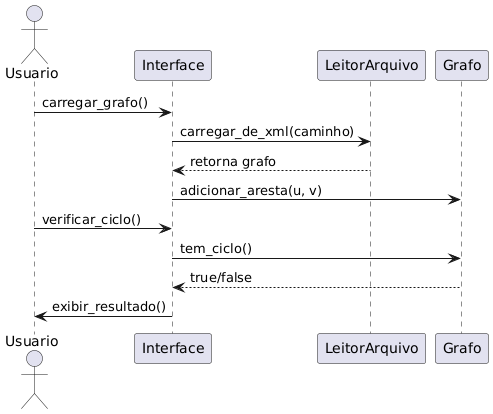 Usuario
Interface
LeitorArquivo
Grafo
carregar_grafo()
carregar_de_xml(caminho)
retorna grafo
adicionar_aresta(u, v)
verificar_ciclo()
tem_ciclo()
true/false
exibir_resultado()
Usuario
Interface
LeitorArquivo
Grafo